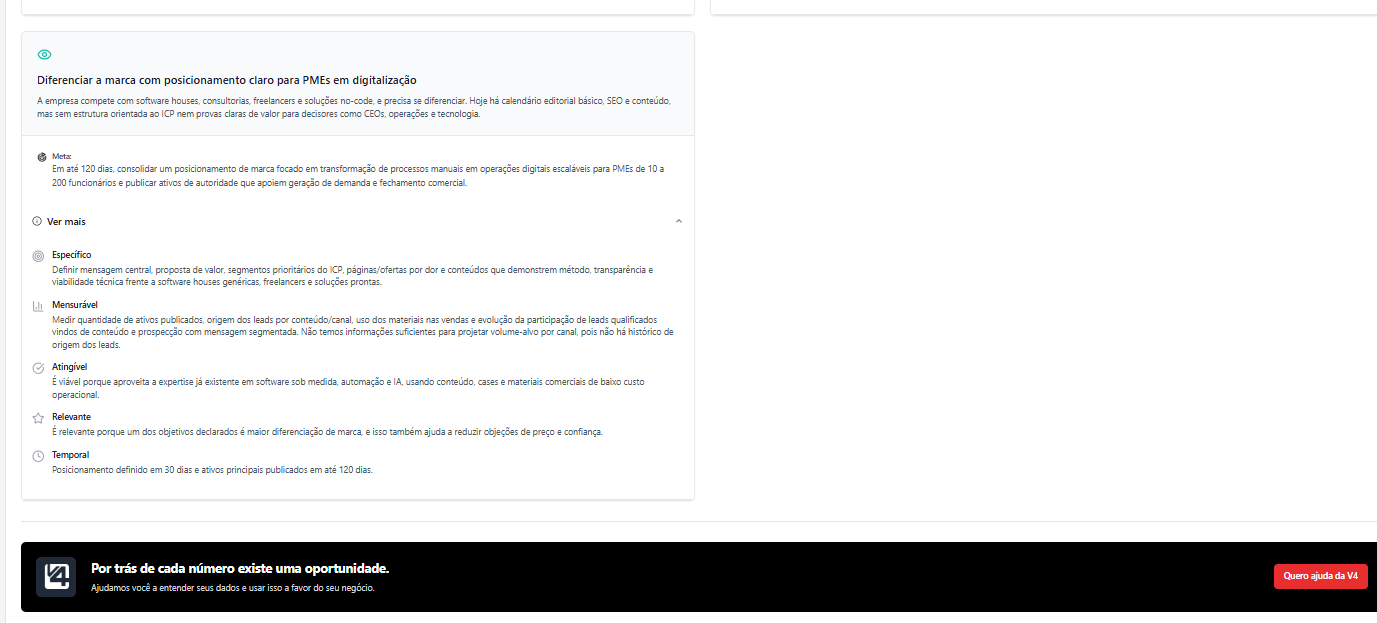 Diferenciar a marca com posicionamento claro para PMEs em digitalização
A empresa compete com software houses, consultorias, freelancers e soluções no-code, e precisa se diferenciar. Hoje há calendário editorial básico, SEO e conteúdo,
mas sem estrutura orientada ao ICP nem provas claras de valor para decisores como CEOs, operações e tecnologia.
Meta:
Em até 120 dias, consolidar um posicionamento de marca focado em transformação de processos manuais em operações digitais escaláveis para PMEs de 10 a
200 funcionários e publicar ativos de autoridade que apoiem geração de demanda e fechamento comercial.
Ver mais
Específico
Definir mensagem central, proposta de valor, segmentos prioritários do ICP, páginas/ofertas por dor e conteúdos que demonstrem método, transparência e
viabilidade técnica frente a software houses genéricas, freelancers e soluções prontas.
Mensurável
Medir quantidade de ativos publicados, origem dos leads por conteúdo/canal, uso dos materiais nas vendas e evolução da participação de leads qualificados
vindos de conteúdo e prospecção com mensagem segmentada. Não temos informações suficientes para projetar volume-alvo por canal, pois não há histórico de
origem dos leads.
Atingível
É viável porque aproveita a expertise já existente em software sob medida, automação e IA, usando conteúdo, cases e materiais comerciais de baixo custo
operacional.
Relevante
É relevante porque um dos objetivos declarados é maior diferenciação de marca, e isso também ajuda a reduzir objeções de preço e confiança.
Temporal
Posicionamento definido em 30 dias e ativos principais publicados em até 120 dias.
V4
Por trás de cada número existe uma oportunidade.
Ajudamos você a entender seus dados e usar isso a favor do seu negócio.
Quero ajuda da V4